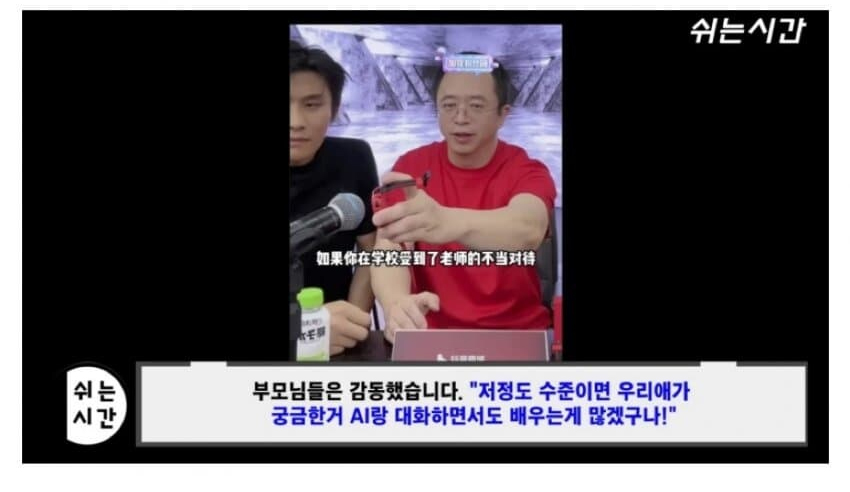 쉬는시간
如果你在学校受到了老师的不当对待
쉬는
시간
부모님들은 감동했습니다. "저정도 수준이면 우리애가
궁금한거 AI랑 대화하면서도 배우는게 많겠구나!"